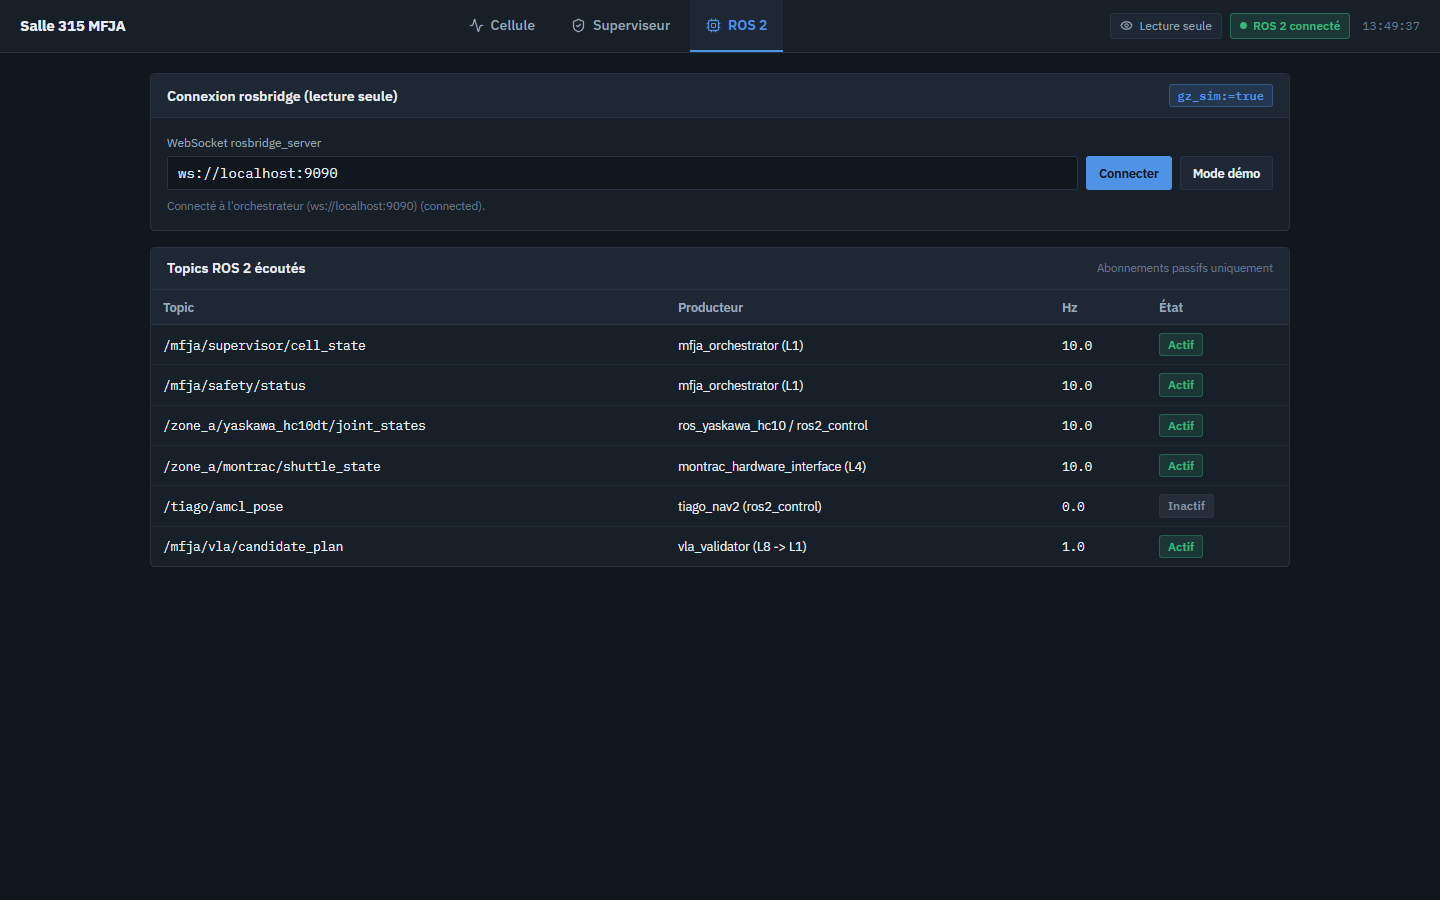 Salle 315 MFJA
Cellule
Superviseur
ROS 2
Lecture seule
ROS 2 connecté
13:49:37
Connexion rosbridge (lecture seule)
gz_sim:=true
WebSocket rosbridge_server
ws://localhost:9090
Connecter
Mode démo
Connecté à l'orchestrateur (ws://localhost:9090) (connected).
Topics ROS 2 écoutés
Abonnements passifs uniquement
Topic Producteur Hz État
/mfja/supervisor/cell_state mfja_orchestrator (L1) 10.0 Actif
/mfja/safety/status mfja_orchestrator (L1) 10.0 Actif
/zone_a/yaskawa_hc10dt/joint_states ros_yaskawa_hc10 / ros2_control 10.0 Actif
/zone_a/montrac/shuttle_state montrac_hardware_interface (L4) 10.0 Actif
/tiago/amcl_pose tiago_nav2 (ros2_control) 0.0 Inactif
/mfja/vla/candidate_plan vla_validator (L8 -> L1) 1.0 Actif